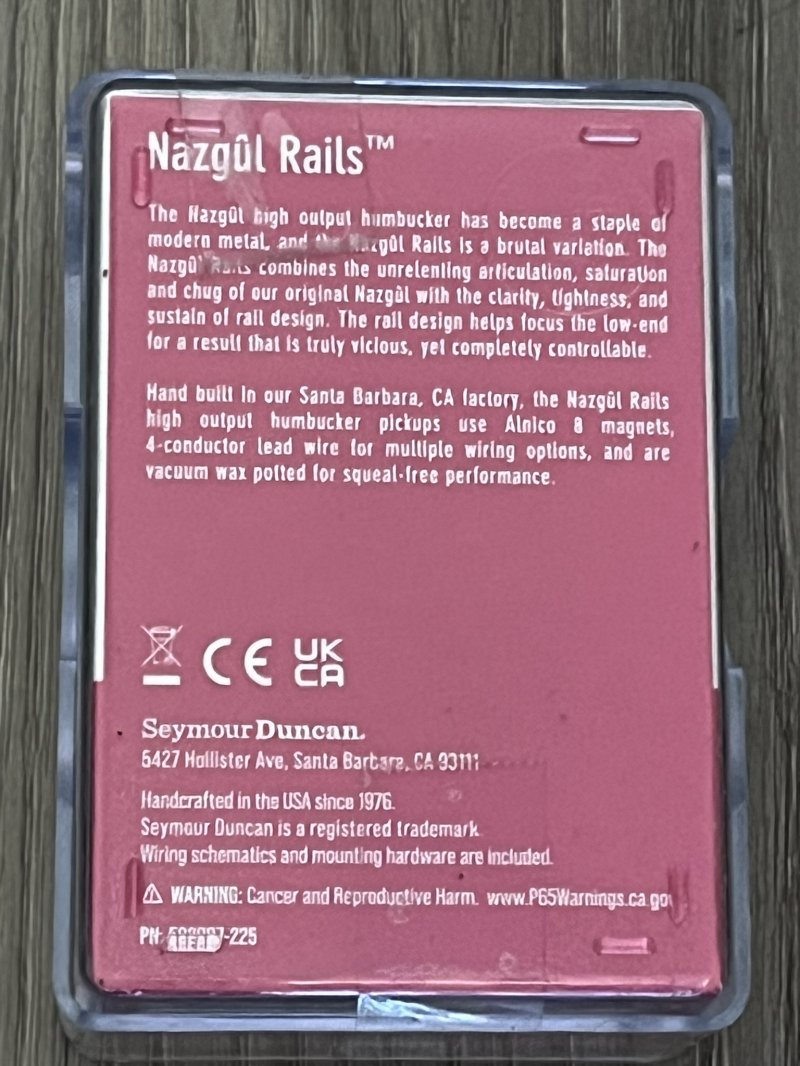 Nazgûl Rails™
The Nazgûl high output humbucker has become a staple of
modern metal, and the Nazgûl Rails is a brutal variation. The
Nazgûl Rails combines the unrelenting articulation, saturation
and chug of our original Nazgûl with the clarity, tightness, and
sustain of rail design. The rail design helps focus the low-end
for a result that is truly vicious, yet completely controllable.
Hand built in our Santa Barbara, CA factory, the Nazgûl Rails
high output humbucker pickups use Alnico 8 magnets,
4-conductor lead wire for multiple wiring options, and are
vacuum wax potted for squeal-free performance.
CE
UK
CA
Seymour Duncan.
5427 Hollister Ave, Santa Barbara, CA 93111
Handcrafted in the USA since 1976.
Seymour Duncan is a registered trademark.
Wiring schematics and mounting hardware are included.
⚠ WARNING: Cancer and Reproductive Harm. www.P65Warnings.ca.gov
PN: